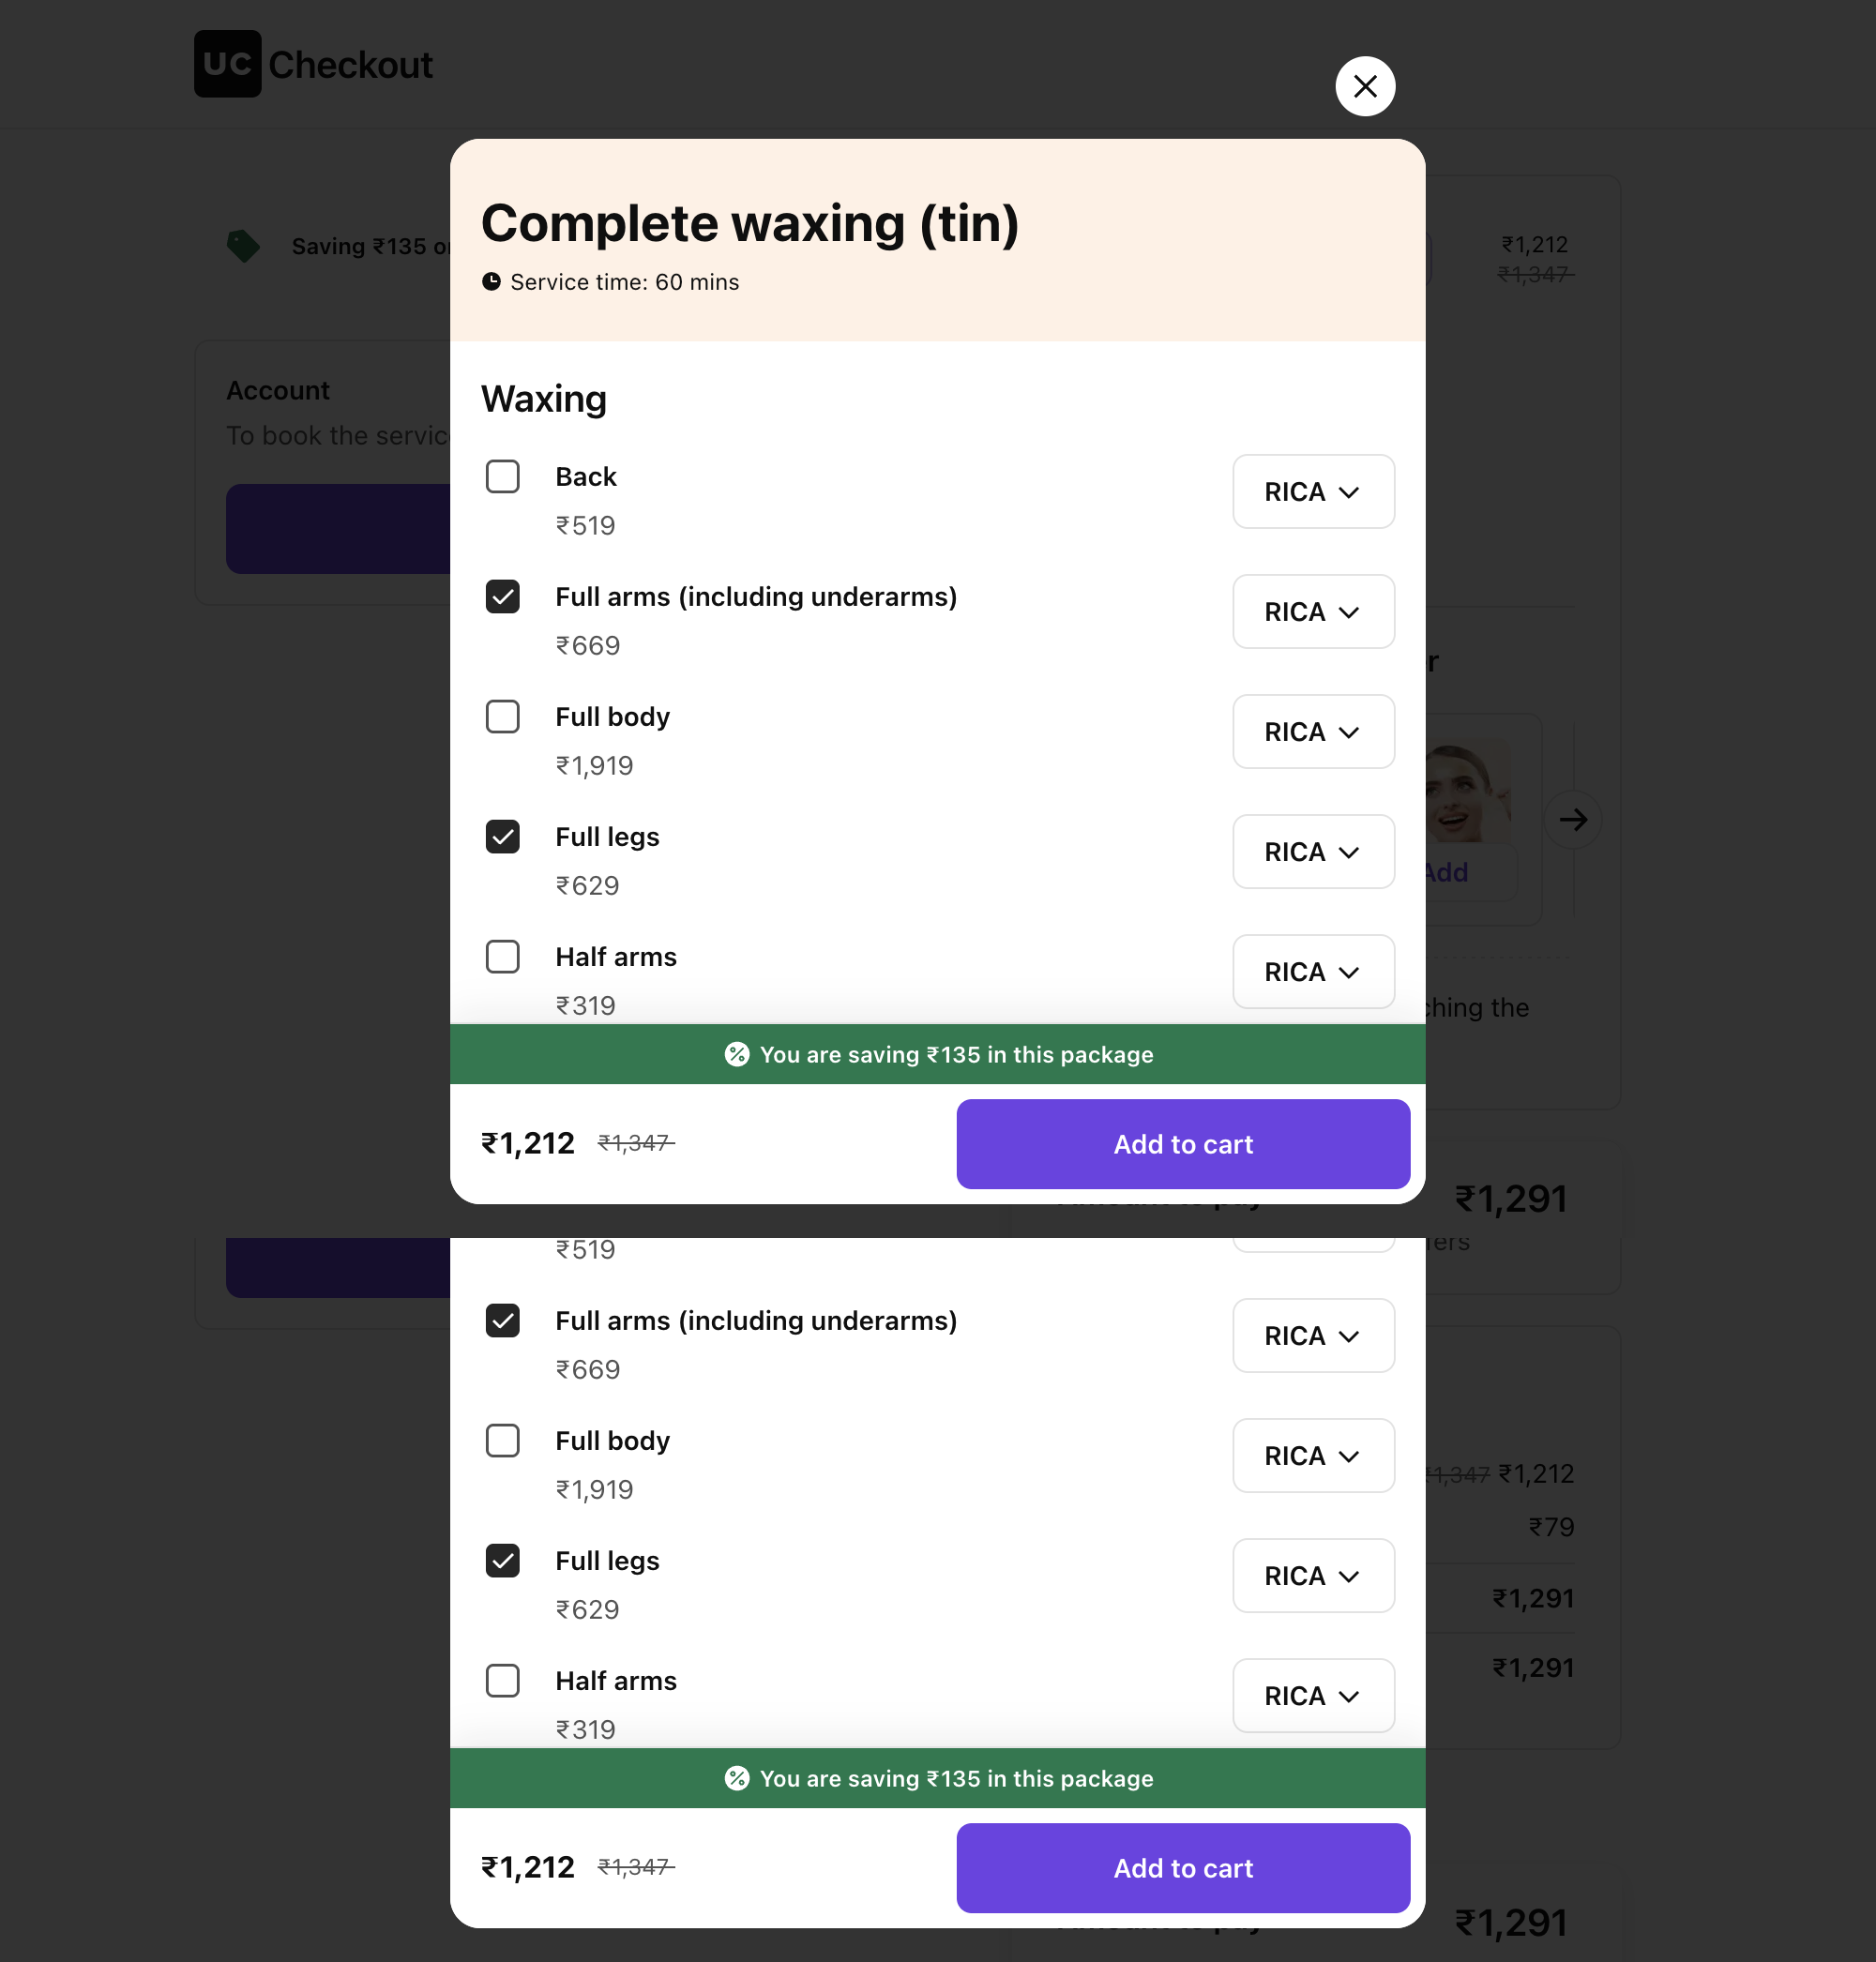 UC Checkout
Saving ₹135
₹1,212
₹1,347
Account
To book the
Complete waxing (tin)
Service time: 60 mins
Waxing
Back
RICA
₹519
Full arms (including underarms)
RICA
₹669
Full body
RICA
₹1,919
Full legs
RICA
₹629
Half arms
RICA
₹319
Add
the
You are saving ₹135 in this package
₹1,212 ₹1,347
Add to cart
₹1,291
₹519
Full arms (including underarms)
RICA
₹669
Full body
RICA
₹1,919
₹1,347 ₹1,212
₹79
Full legs
RICA
₹629
₹1,291
Half arms
RICA
₹319
₹1,291
You are saving ₹135 in this package
₹1,212 ₹1,347
Add to cart
₹1,291